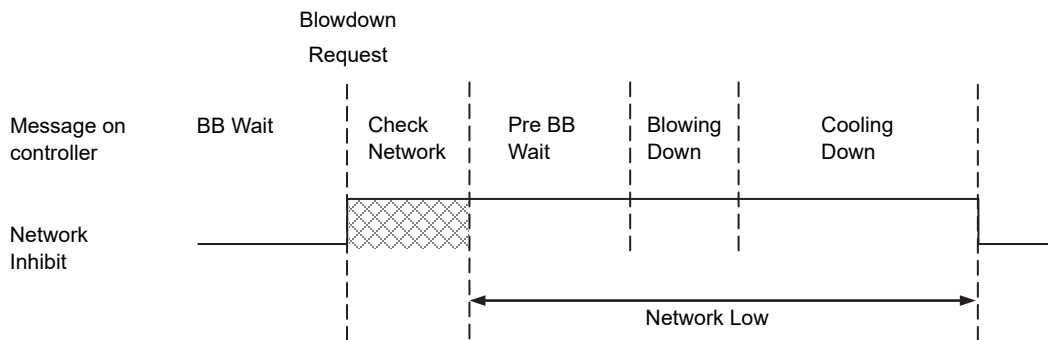 Blowdown
Request
Message on
controller
BB Wait
Check
Network
Pre BB
Wait
Blowing
Down
Cooling
Down
Network
Inhibit
Network Low